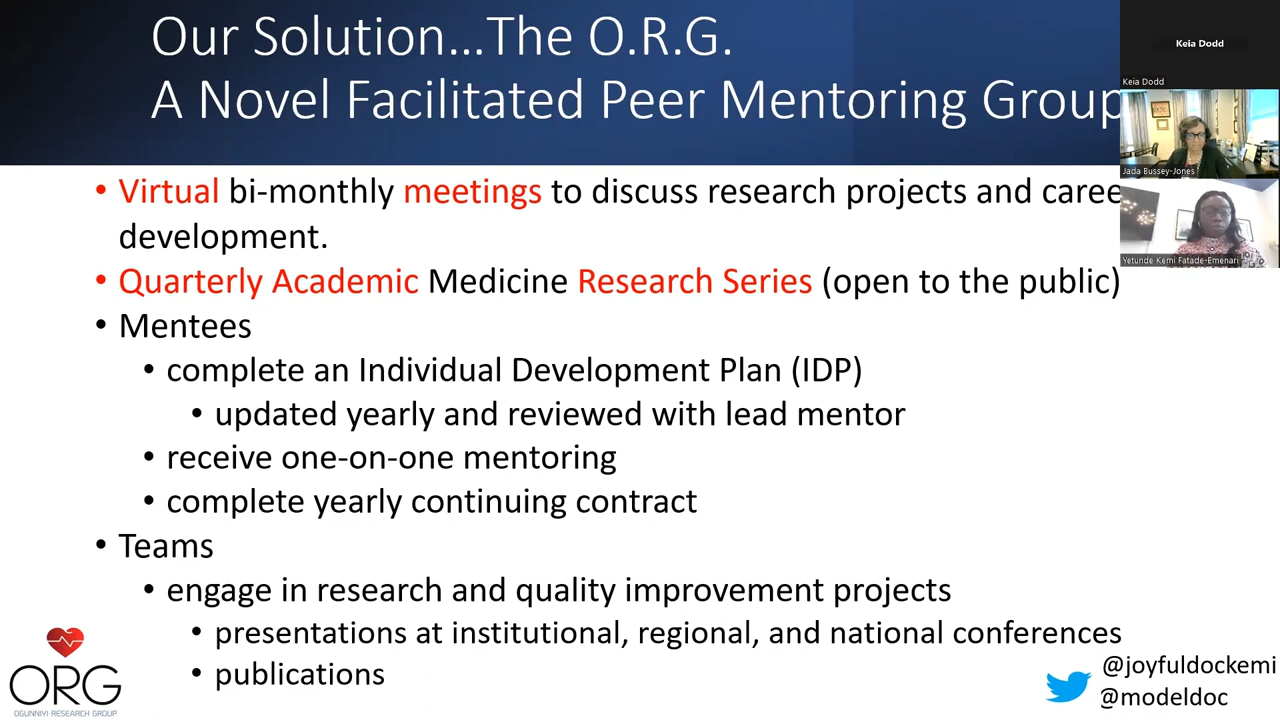 Our Solution...The O.R.G.
A Novel Facilitated Peer Mentoring Group
• Virtual bi-monthly meetings to discuss research projects and caree
development.
• Quarterly Academic Medicine Research Series (open to the public)
• Mentees
• complete an Individual Development Plan (IDP)
• updated yearly and reviewed with lead mentor
• receive one-on-one mentoring
• complete yearly continuing contract
• Teams
• engage in research and quality improvement projects
• presentations at institutional, regional, and national conferences
• publications
ORG
OGUNNIYI RESEARCH GROUP
@joyfuldockemi
@modeldoc
Keia Dodd
Keia Dodd
Jada Bussey-Jones
Yetunde Kemi Fatade-Emenari